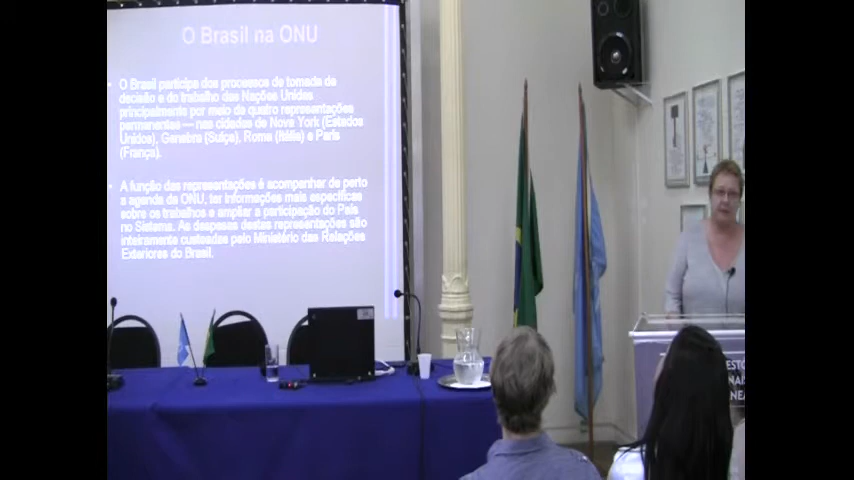 O Brasil na ONU
O Brasil participa dos processos de tomada de
decisão e do trabalho das Nações Unidas
principalmente por meio de quatro representações
permanentes — nas cidades de Nova York (Estados
Unidos), Genebra (Suíça), Roma (Itália) e Paris
(França).
A função das representações é acompanhar de perto
a agenda da ONU, ter informações mais específicas
sobre os trabalhos e ampliar a participação do País
no Sistema. As despesas destas representações são
inteiramente custeadas pelo Ministério das Relações
Exteriores do Brasil.